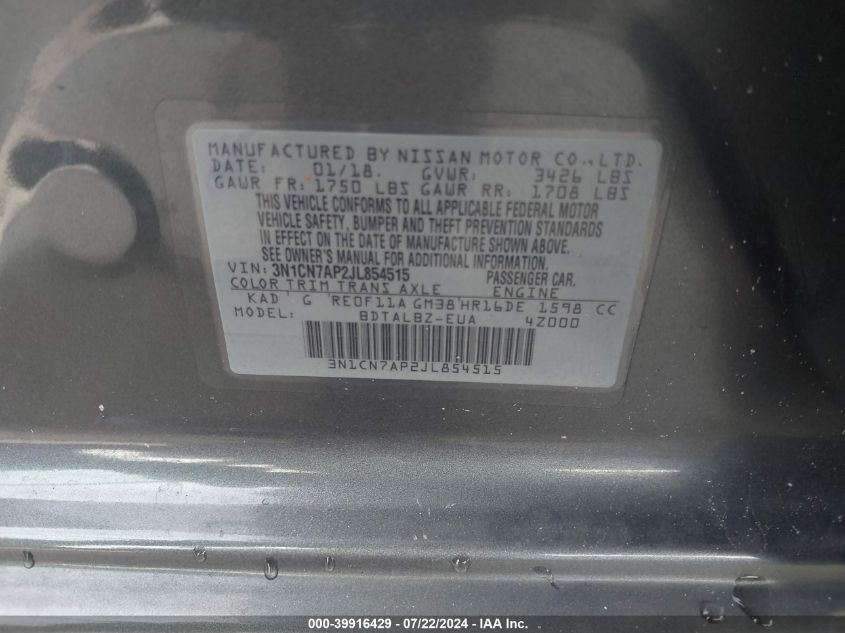 MANUFACTURED BY NISSAN MOTOR CO.,LTD.
DATE: 01/18. GVWR: 3426 LBS
GAWR FR: 1750 LBS GAWR RR: 1708 LBS
THIS VEHICLE CONFORMS TO ALL APPLICABLE FEDERAL MOTOR
VEHICLE SAFETY, BUMPER AND THEFT PREVENTION STANDARDS
IN EFFECT ON THE DATE OF MANUFACTURE SHOWN ABOVE.
SEE OWNER'S MANUAL FOR ADDITIONAL INFORMATION.
VIN: 3N1CN7AP2JL854515 PASSENGER CAR.
COLOR TRIM TRANS AXLE ENGINE
KAD G RE0F11A GM38 HR16DE 1598 CC
MODEL: BDTALBZ-EUA 4Z000
3N1CN7AP2JL854515
000-39916429 - 07/22/2024 - IAA Inc.